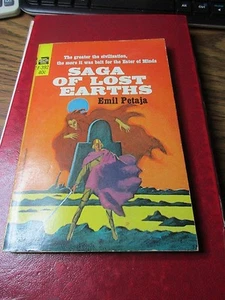 The greater the civilization,
the more it was bait for the Eater of Minds
SAGA
OF LOST
EARTHS
Emil Petaja